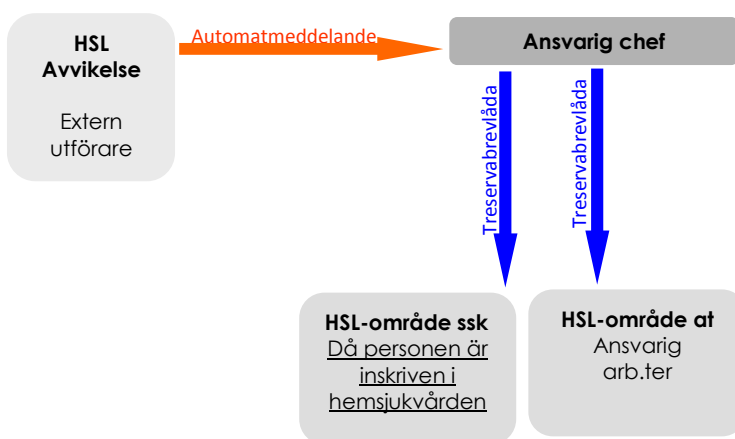 HSL
Avvikelse
Extern
utförare
Automatmeddelande
Ansvarig chef
Treservabrevlåda
Treservabrevlåda
HSL-område ssk
Då personen är
inskriven i
hemsjukvården
HSL-område at
Ansvarig
arb.ter